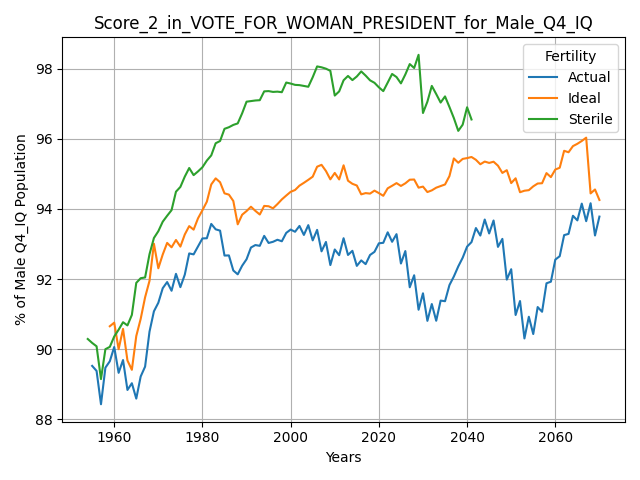 Score_2_in_VOTE_FOR_WOMAN_PRESIDENT_for_Male_Q4_IQ
Fertility
Actual
Ideal
Sterile
% of Male Q4_IQ Population
98
96
94
92
90
88
1960
1980
2000
2020
2040
2060
Years